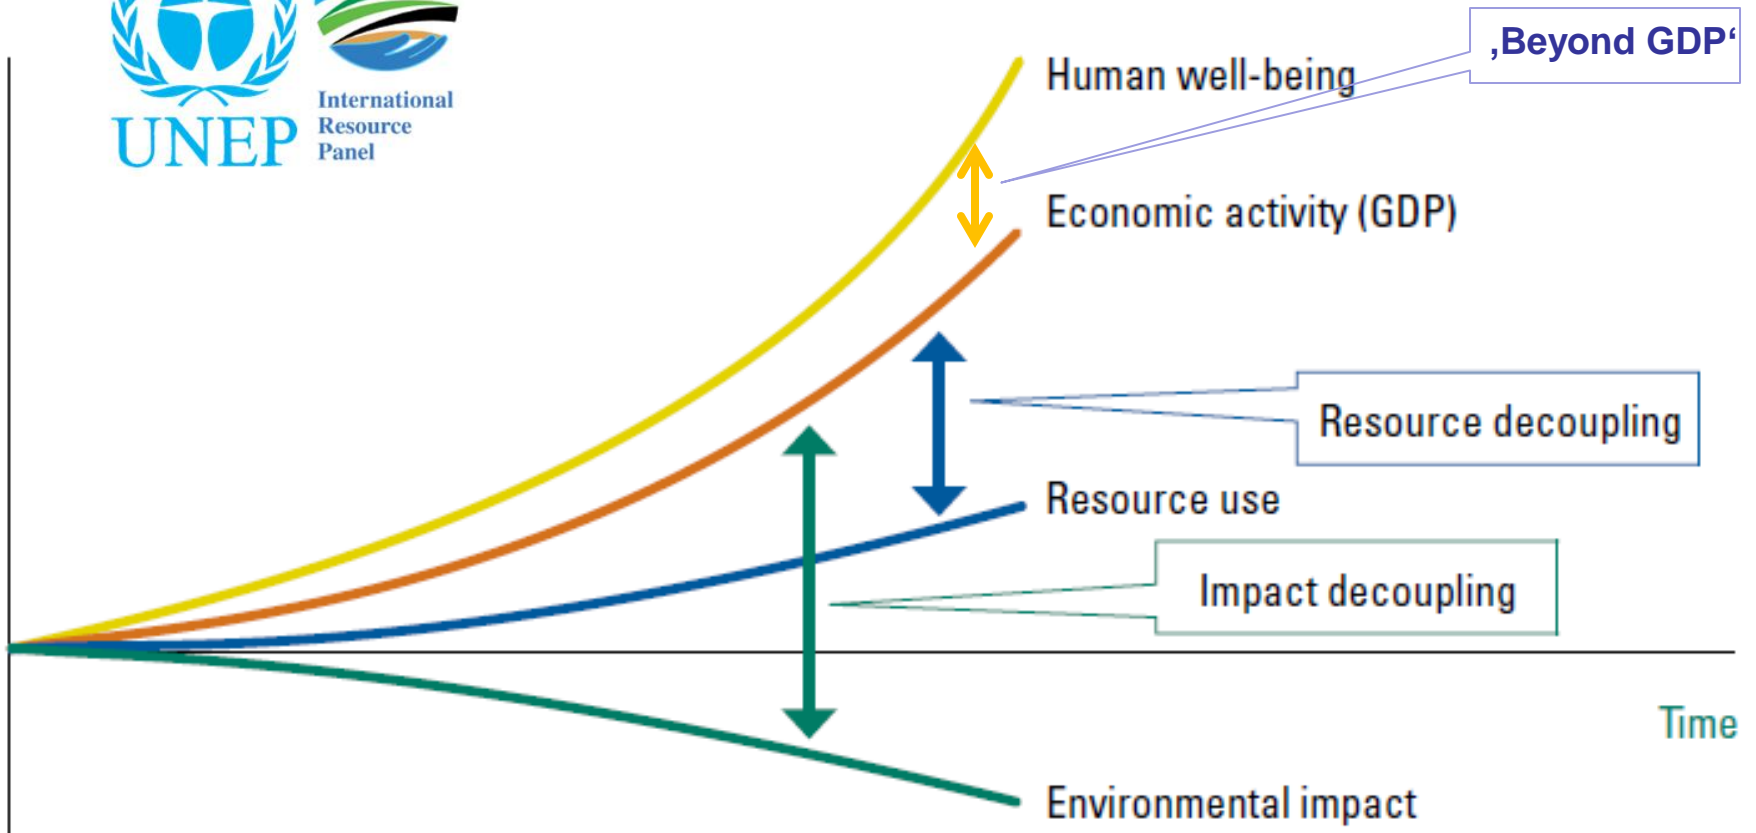 UNEP
International
Resource
Panel
‚Beyond GDP‘
Human well-being
Economic activity (GDP)
Resource decoupling
Resource use
Impact decoupling
Time
Environmental impact